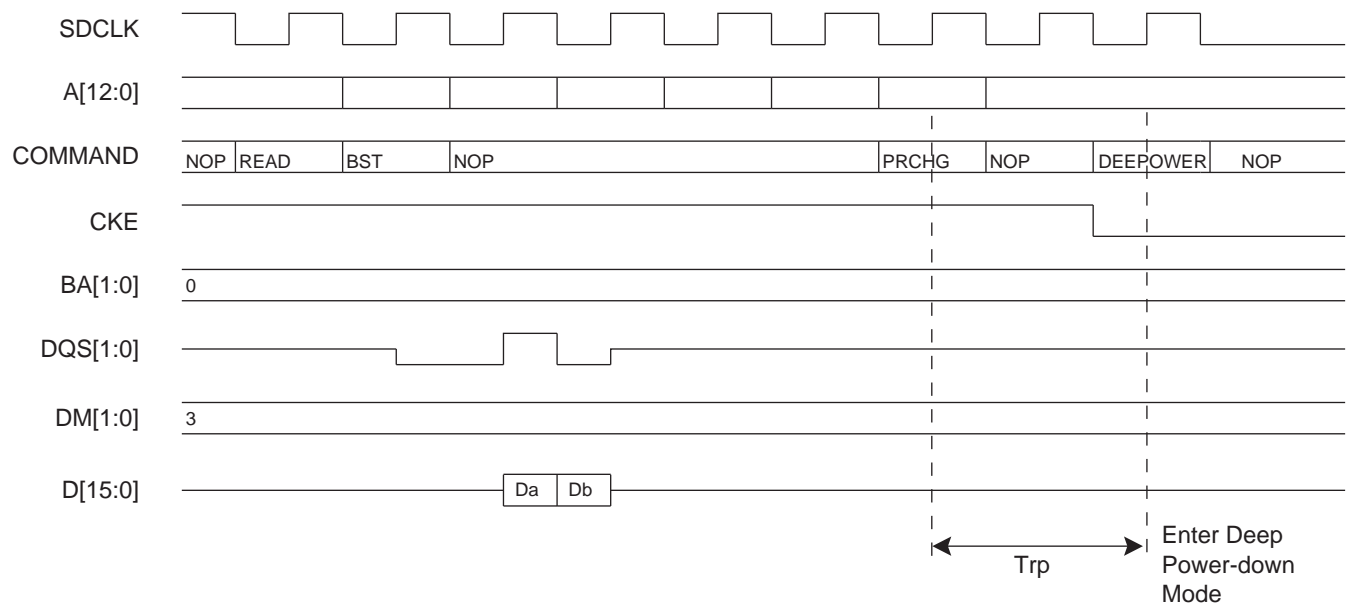 SDCLK
A[12:0]
COMMAND NOP READ BST NOP PRCHG NOP DEEPOWER NOP
CKE
BA[1:0] 0
DQS[1:0]
DM[1:0] 3
D[15:0] Da Db
Trp
Enter Deep
Power-down
Mode